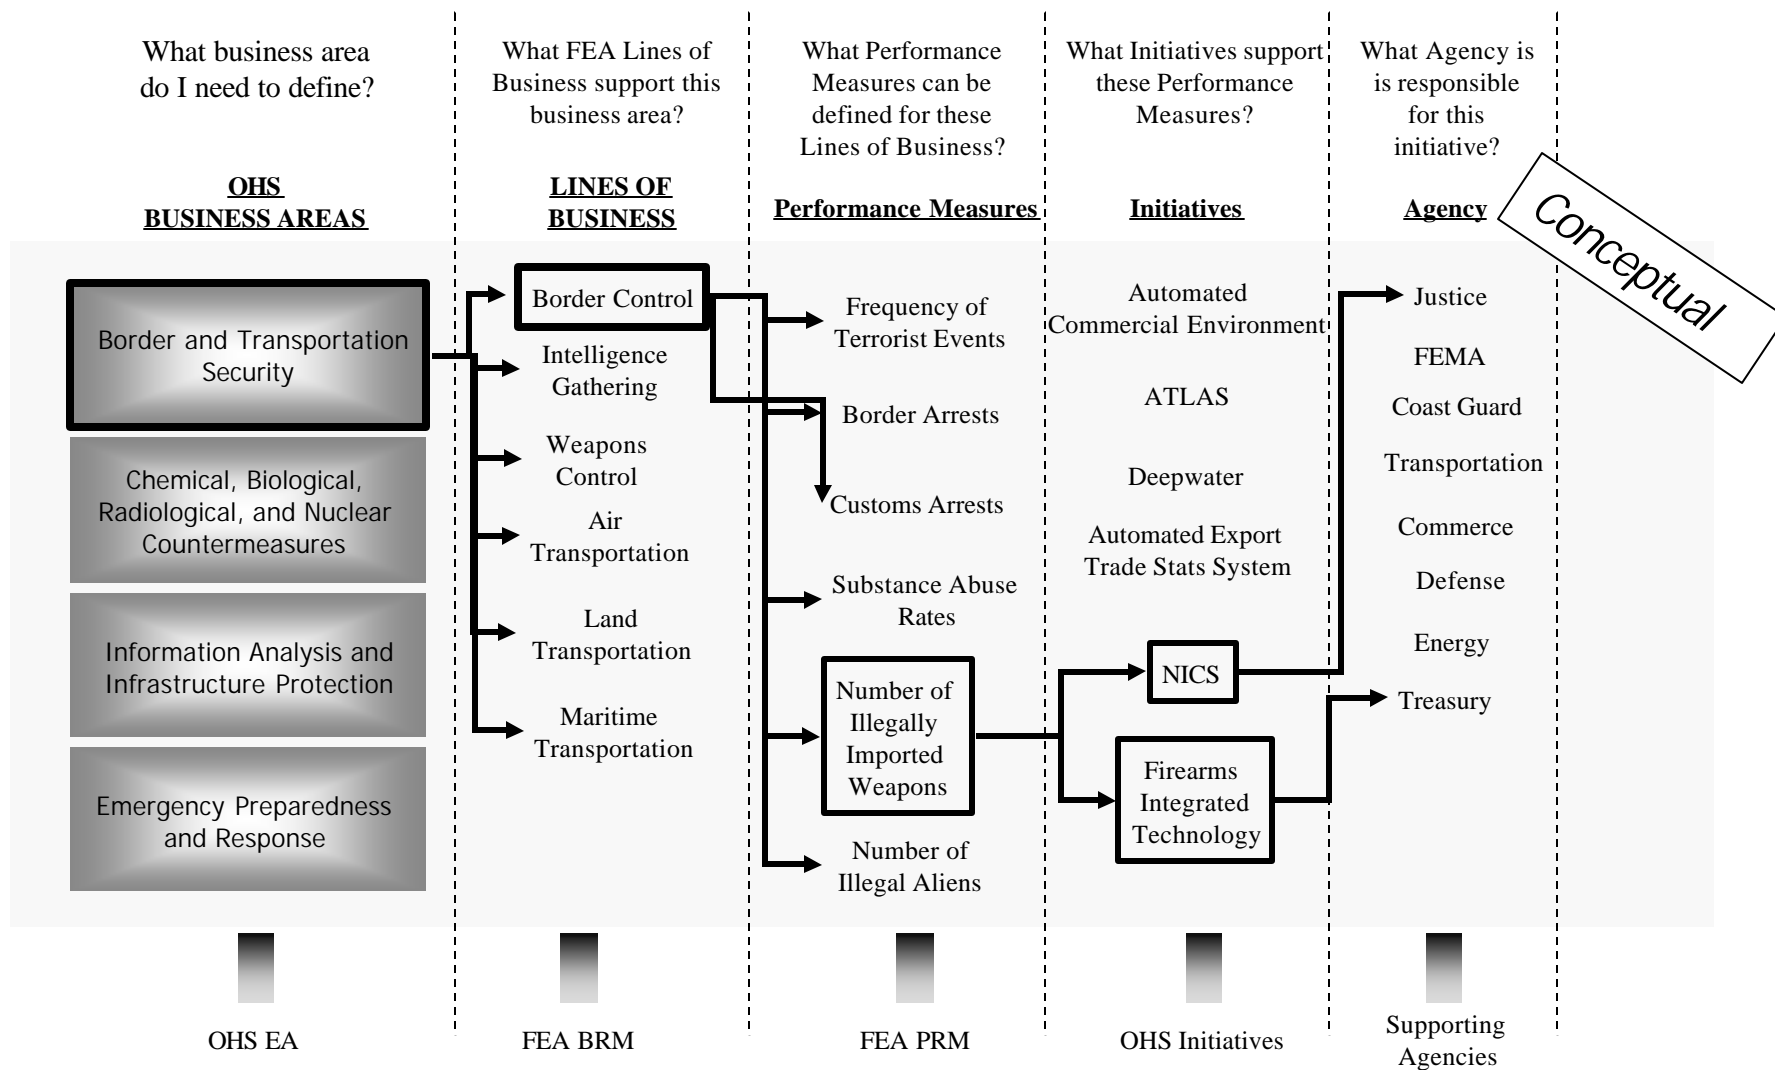 What business area
do I need to define?
What FEA Lines of
Business support this
business area?
What Performance
Measures can be
defined for these
Lines of Business?
What Initiatives support
these Performance
Measures?
What Agency is
is responsible
for this
initiative?
OHS
BUSINESS AREAS
LINES OF
BUSINESS
Performance Measures
Initiatives
Agency
Conceptual
Border and Transportation
Security
Chemical, Biological,
Radiological, and Nuclear
Countermeasures
Information Analysis and
Infrastructure Protection
Emergency Preparedness
and Response
Border Control
Intelligence
Gathering
Weapons
Control
Air
Transportation
Land
Transportation
Maritime
Transportation
Frequency of
Terrorist Events
Border Arrests
Customs Arrests
Substance Abuse
Rates
Number of
Illegally
Imported
Weapons
Number of
Illegal Aliens
Automated
Commercial Environment
ATLAS
Deepwater
Automated Export
Trade Stats System
NICS
Firearms
Integrated
Technology
Justice
FEMA
Coast Guard
Transportation
Commerce
Defense
Energy
Treasury
OHS EA
FEA BRM
FEA PRM
OHS Initiatives
Supporting
Agencies